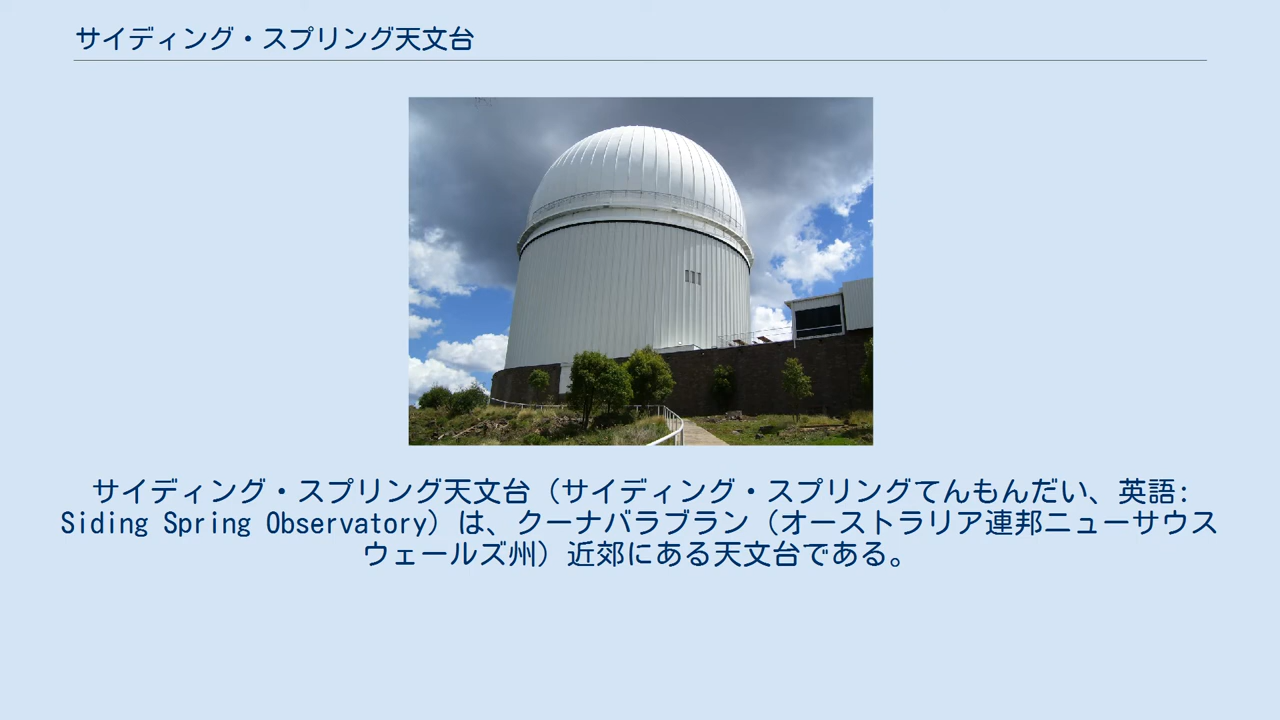 サイディング・スプリング天文台
サイディング・スプリング天文台（サイディング・スプリングてんもんだい、英語:
Siding Spring Observatory）は、クーナバラブラン（オーストラリア連邦ニューサウス
ウェールズ州）近郊にある天文台である。